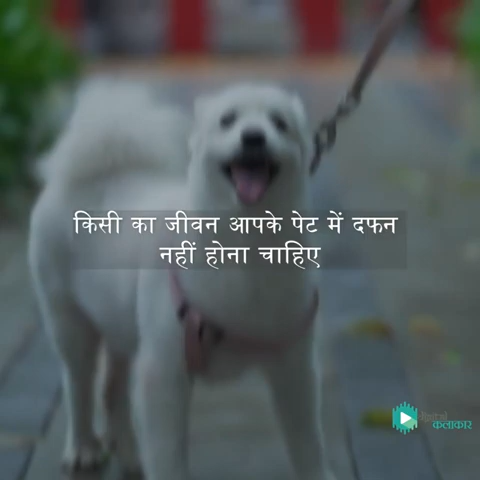 किसी का जीवन आपके पेट में दफन
नहीं होना चाहिए
कलाकार